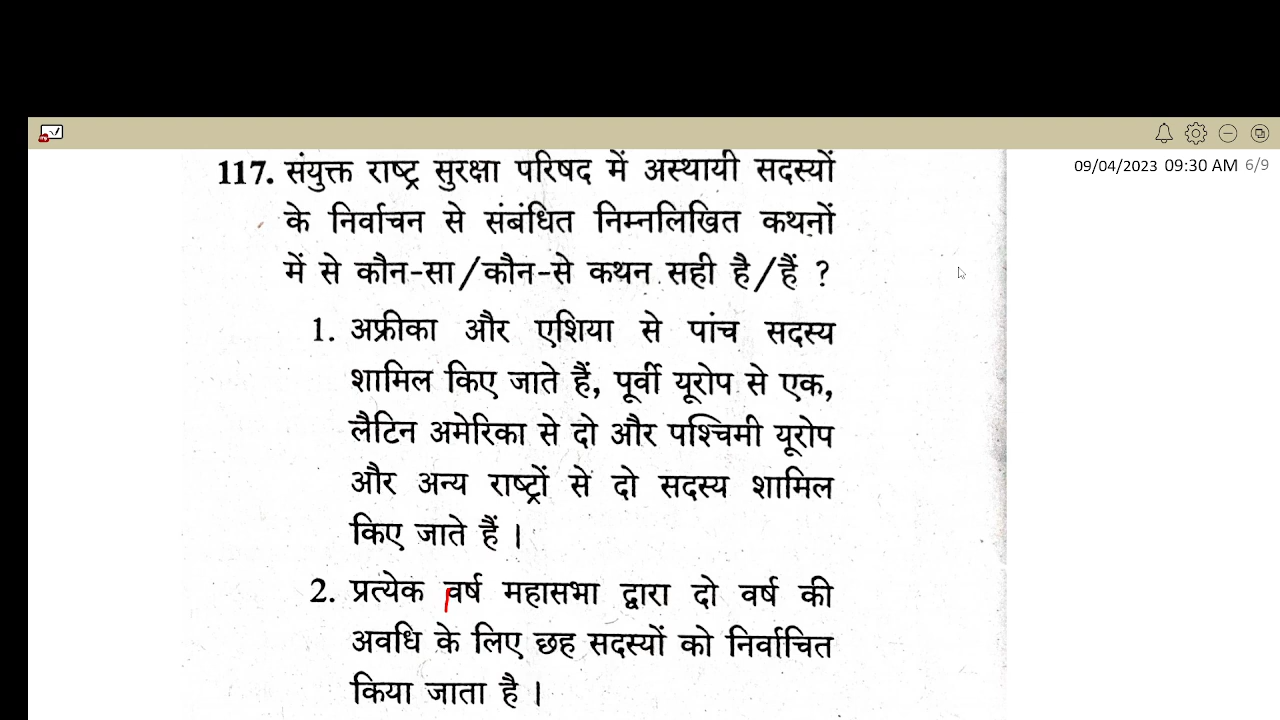 09/04/2023 09:30 AM 6/9
117. संयुक्त राष्ट्र सुरक्षा परिषद में अस्थायी सदस्यों
के निर्वाचन से संबंधित निम्नलिखित कथनों
में से कौन-सा/कौन-से कथन सही है/हैं ?
1. अफ्रीका और एशिया से पांच सदस्य
शामिल किए जाते हैं, पूर्वी यूरोप से एक,
लैटिन अमेरिका से दो और पश्चिमी यूरोप
और अन्य राष्ट्रों से दो सदस्य शामिल
किए जाते हैं ।
2. प्रत्येक वर्ष महासभा द्वारा दो वर्ष की
अवधि के लिए छह सदस्यों को निर्वाचित
किया जाता है ।